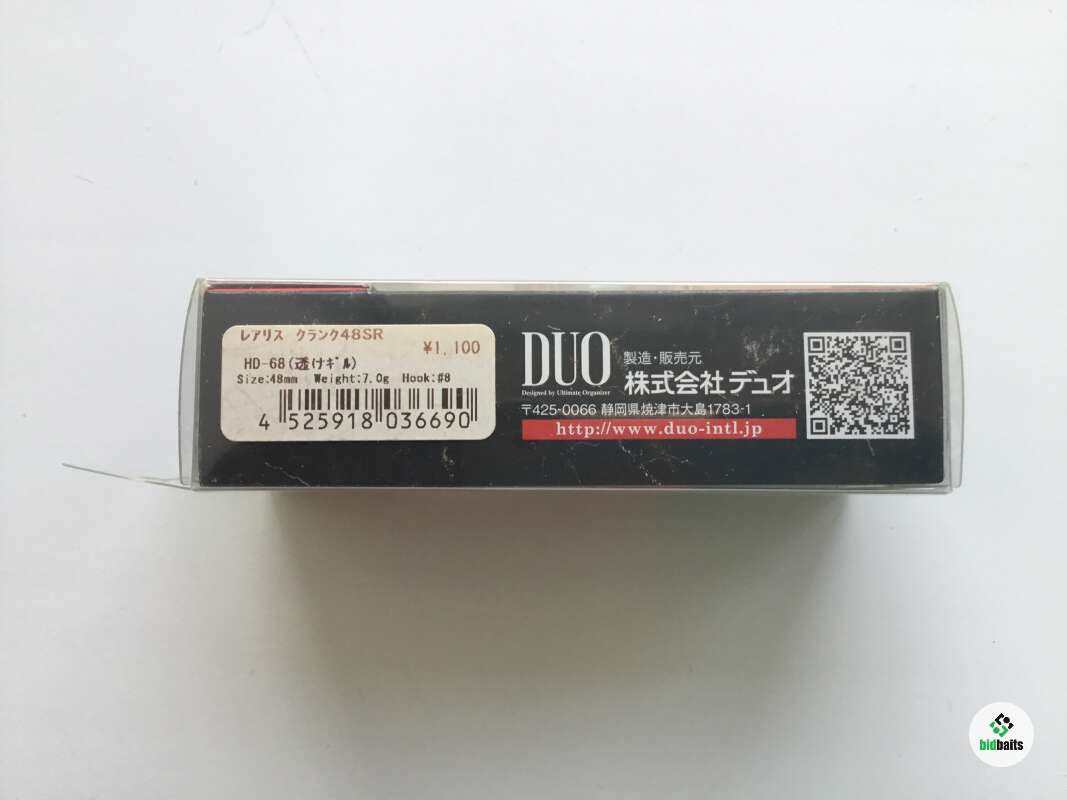 レアリス クランク48SR
¥1,100
HD-68(透けｷﾞﾙ)
Size:48mm Weight:7.0g Hook:#8
4 525918 036690
DUO
Designed by Ultimate Organizer
製造・販売元
株式会社デュオ
〒425-0066 静岡県焼津市大島1783-1
http://www.duo-intl.jp
bidbaits